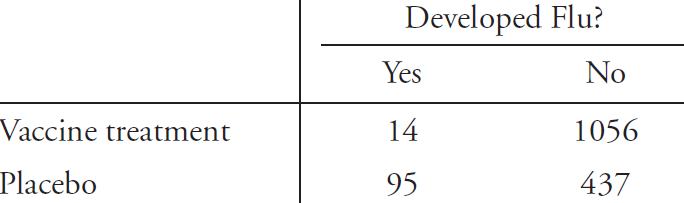 Developed Flu?
Yes No
Vaccine treatment 14 1056
Placebo 95 437